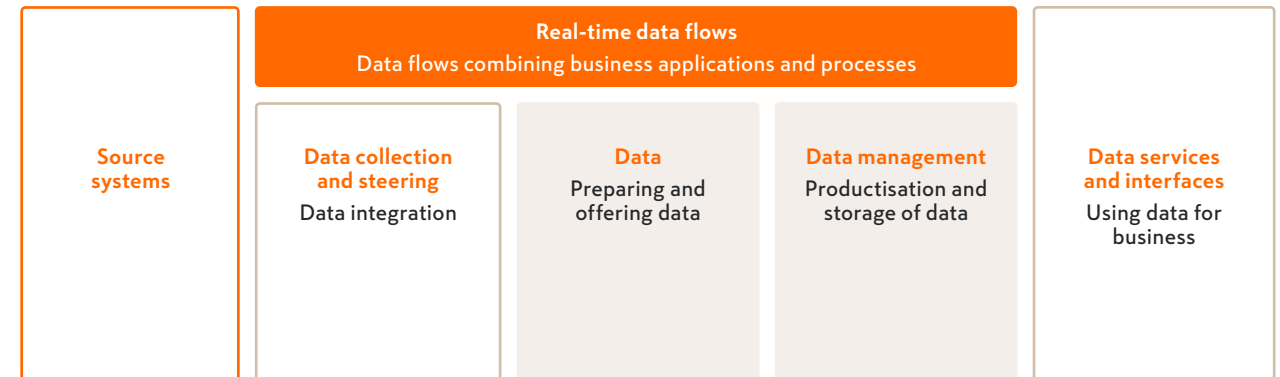 Real-time data flows
Data flows combining business applications and processes
Source
systems
Data collection
and steering
Data integration
Data
Preparing and
offering data
Data management
Productisation and
storage of data
Data services
and interfaces
Using data for
business